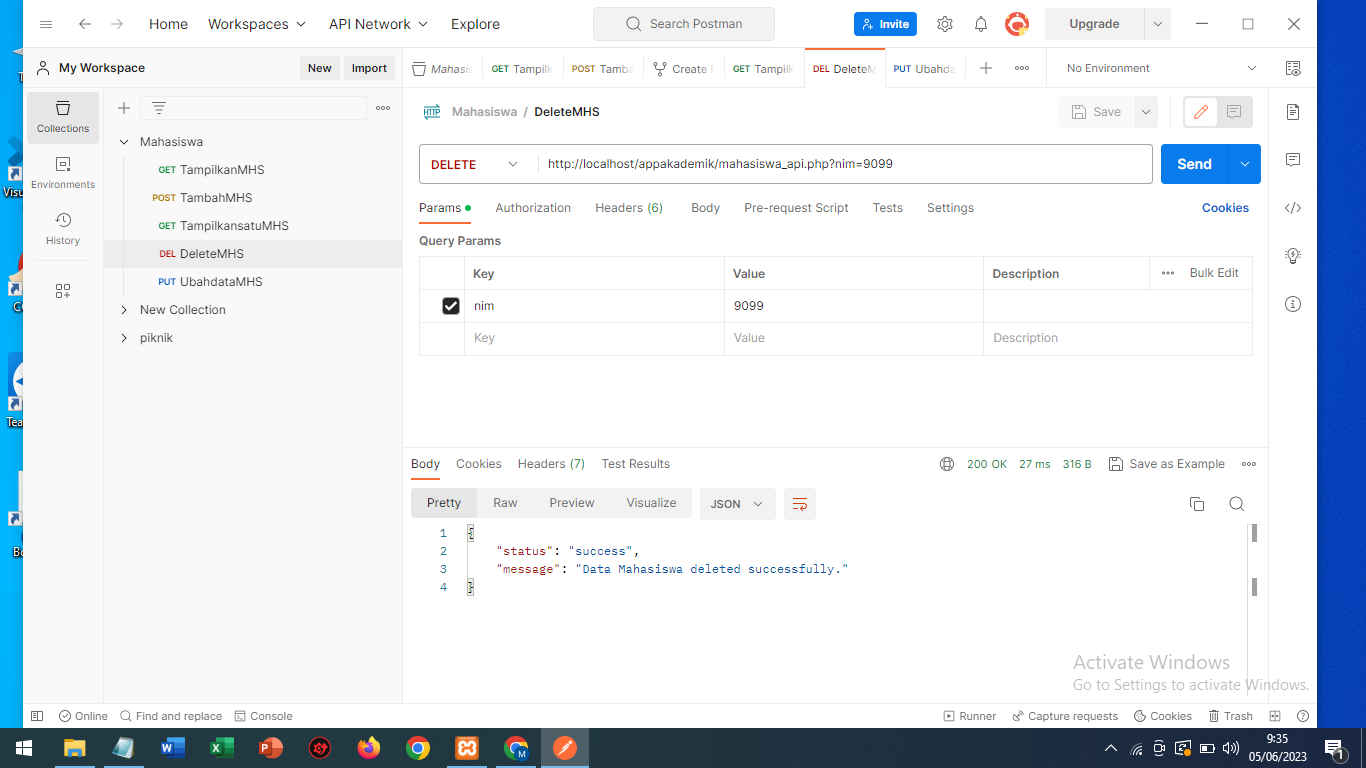 Home Workspaces API Network Explore Search Postman Invite Upgrade
My Workspace New Import Mahasis GET Tampilk POST Tamba Create GET Tampilk DEL DeleteM PUT Ubahda No Environment
Collections
Environments
History
Mahasiswa
GET TampilkanMHS
POST TambahMHS
GET TampilkansatuMHS
DEL DeleteMHS
PUT UbahdataMHS
New Collection
piknik
HTTP Mahasiswa / DeleteMHS Save
DELETE http://localhost/appakademik/mahasiswa_api.php?nim=9099 Send
Params Authorization Headers (6) Body Pre-request Script Tests Settings Cookies
Query Params
Key Value Description Bulk Edit
nim 9099
Key Value Description
Body Cookies Headers (7) Test Results 200 OK 27 ms 316 B Save as Example
Pretty Raw Preview Visualize JSON
1 {
2 "status": "success",
3 "message": "Data Mahasiswa deleted successfully."
4 }
Activate Windows
Go to Settings to activate Windows.
Online Find and replace Console Runner Capture requests Cookies Trash
9:35
05/06/2023
1